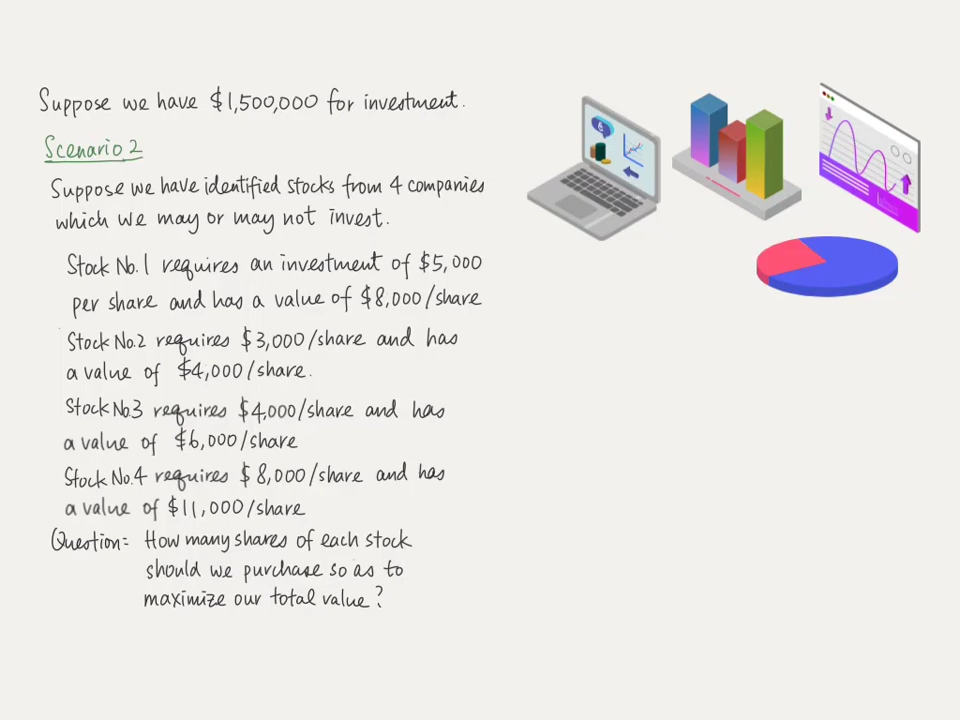 Suppose we have $1,500,000 for investment.
Scenario 2
Suppose we have identified stocks from 4 companies
which we may or may not invest.
Stock No.1 requires an investment of $5,000
per share and has a value of $8,000/share
Stock No.2 requires $3,000/share and has
a value of $4,000/share.
Stock No.3 requires $4,000/share and has
a value of $6,000/share
Stock No.4 requires $8,000/share and has
a value of $11,000/share
Question: How many shares of each stock
should we purchase so as to
maximize our total value?